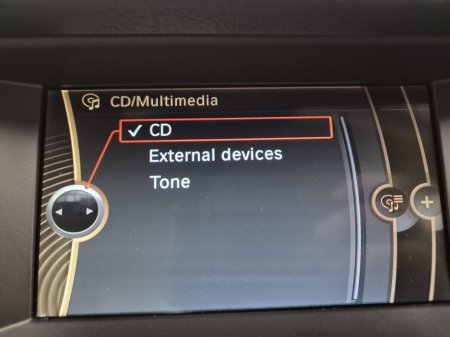 CD/Multimedia
CD
External devices
Tone